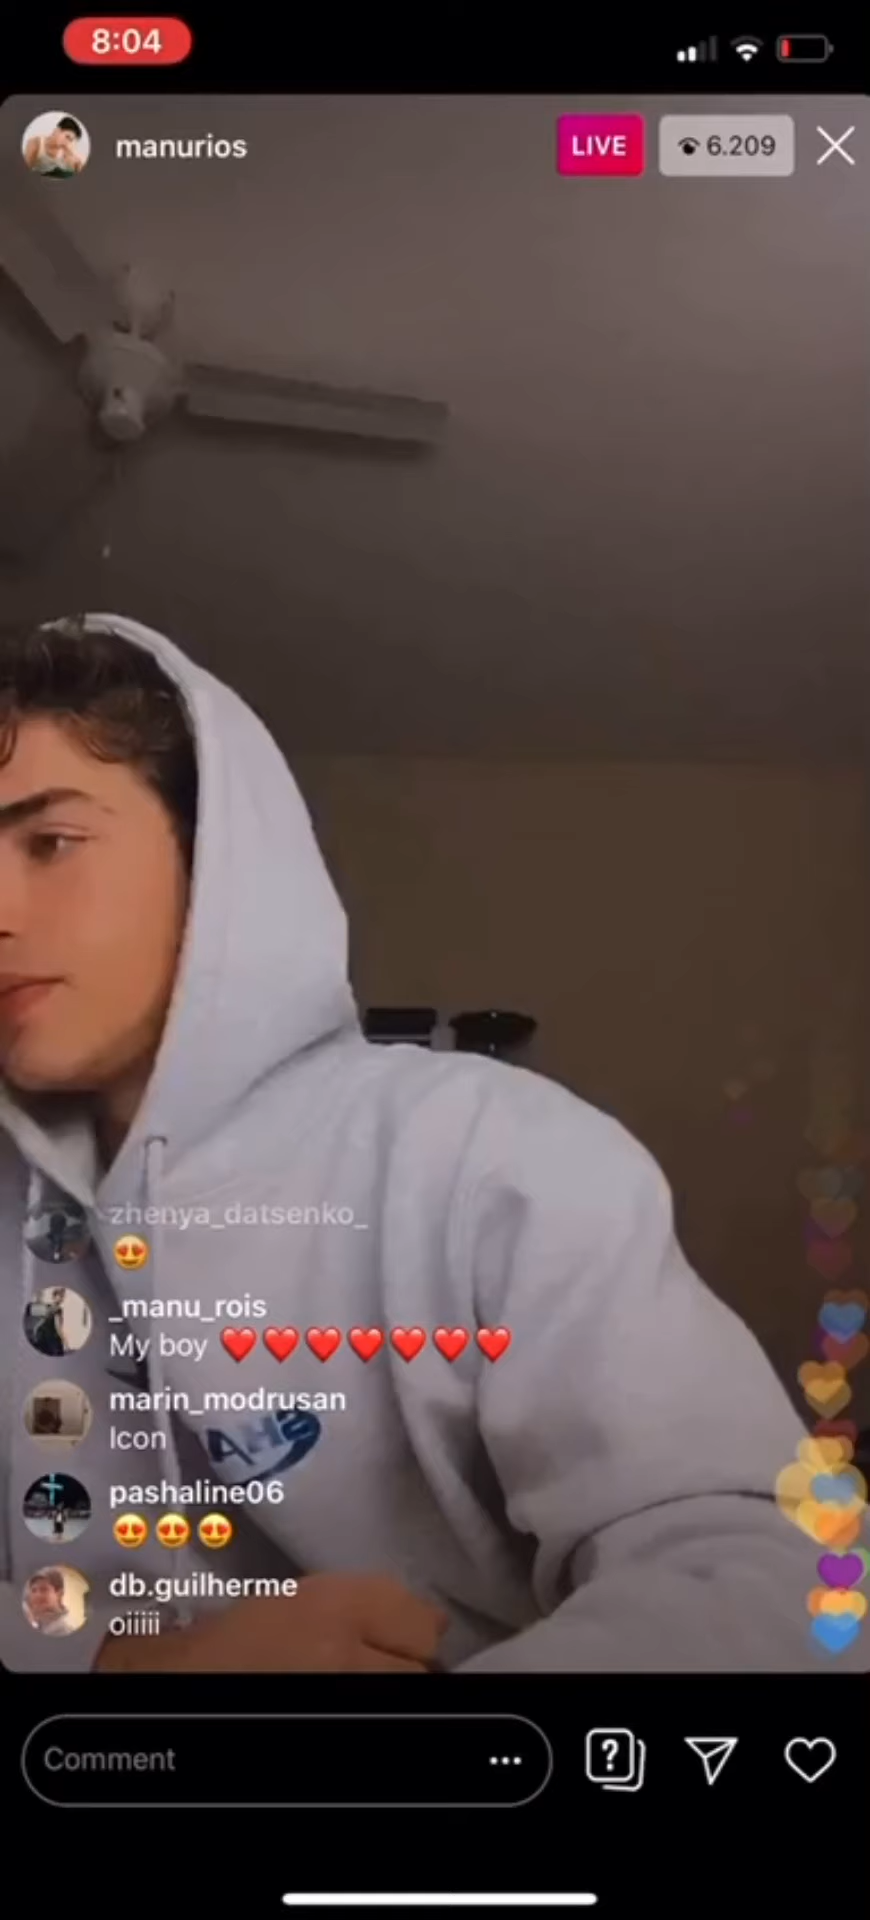 8:04
manurios
LIVE
6.209
zhenya_datsenko_
😍
_manu_rois
My boy ❤️❤️❤️❤️❤️❤️❤️
marin_modrusan
Icon
pashaline06
😍😍😍
db.guilherme
oiiiii
Comment